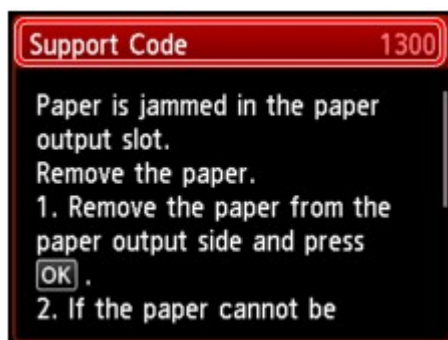 Support Code 1300
Paper is jammed in the paper
output slot.
Remove the paper.
1. Remove the paper from the
paper output side and press
OK .
2. If the paper cannot be